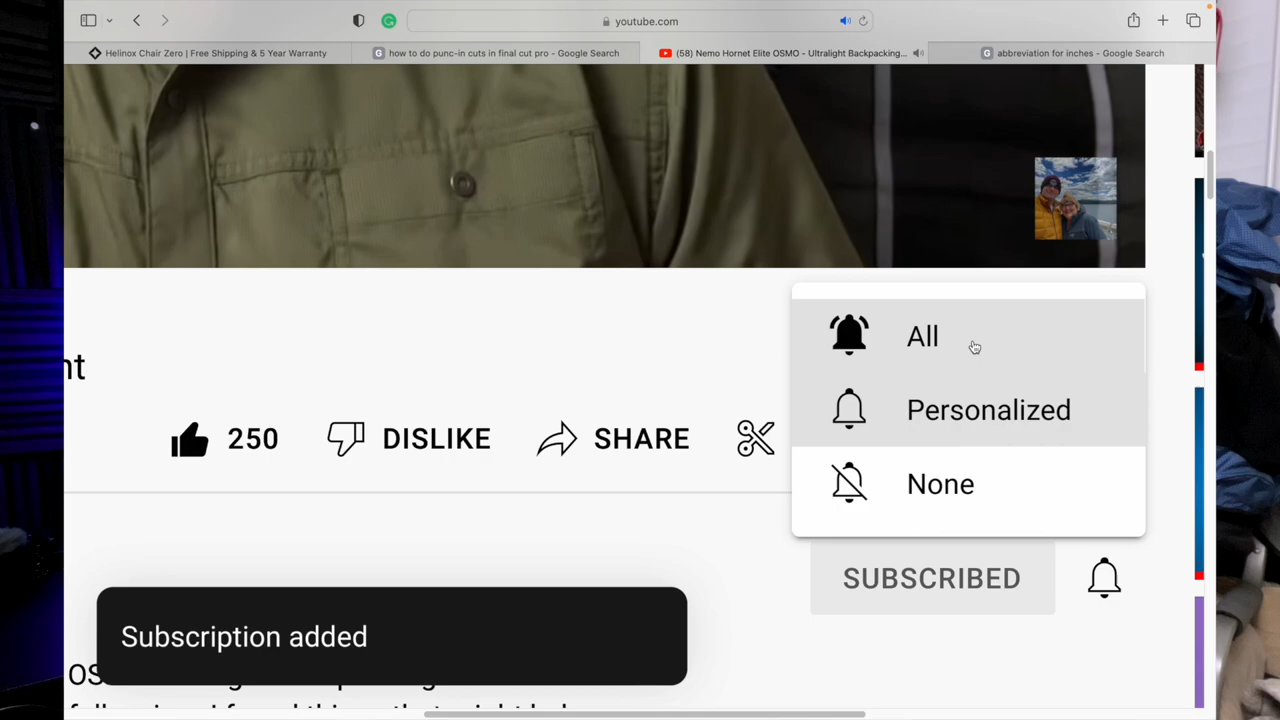 youtube.com
Helinox Chair Zero | Free Shipping & 5 Year Warranty
how to do punc-in cuts in final cut pro - Google Search
(58) Nemo Hornet Elite OSMO - Ultralight Backpacking...
abbreviation for inches - Google Search
All
Personalized
None
nt
250
DISLIKE
SHARE
SUBSCRIBED
Subscription added
OS